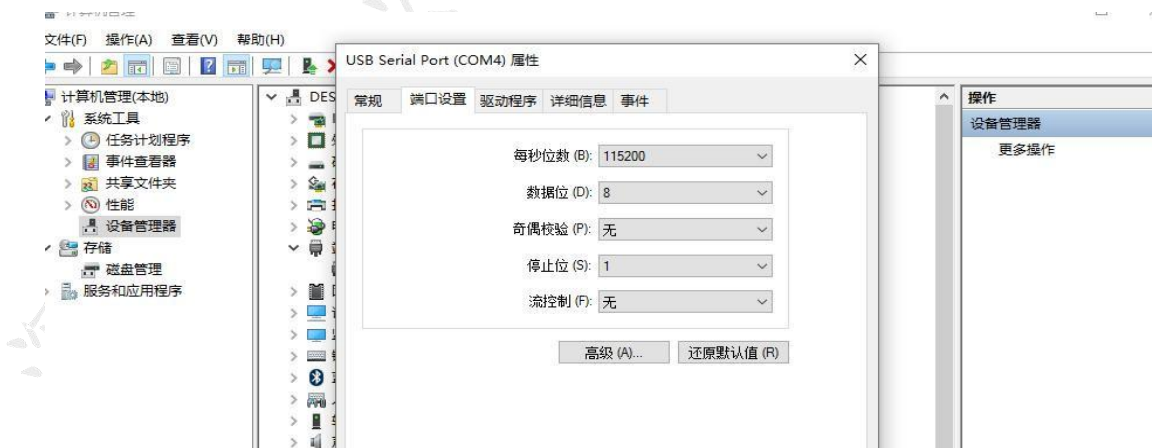 文件(F) 操作(A) 查看(V) 帮助(H)
USB Serial Port (COM4) 属性
计算机管理(本地)
系统工具
任务计划程序
事件查看器
共享文件夹
性能
设备管理器
存储
磁盘管理
服务和应用程序
DES
常规 端口设置 驱动程序 详细信息 事件
每秒位数 (B): 115200
数据位 (D): 8
奇偶校验 (P): 无
停止位 (S): 1
流控制 (F): 无
高级 (A)... 还原默认值 (R)
操作
设备管理器
更多操作